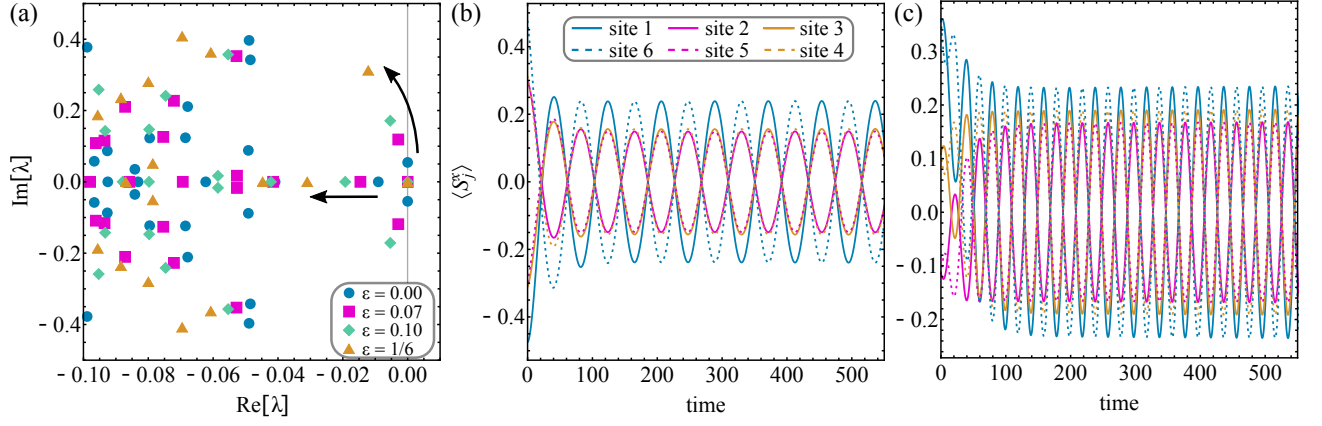 (a)
Im[λ]
0.4
0.2
0.0
- 0.2
- 0.4
- 0.10
- 0.08
- 0.06
- 0.04
- 0.02
0.00
Re[λ]
ε = 0.00
ε = 0.07
ε = 0.10
ε = 1/6
(b)
⟨Sⱼˣ⟩
0.4
0.2
0.0
- 0.2
- 0.4
0
100
200
300
400
500
time
site 1
site 2
site 3
site 6
site 5
site 4
(c)
0.3
0.2
0.1
0.0
- 0.1
- 0.2
0
100
200
300
400
500
time